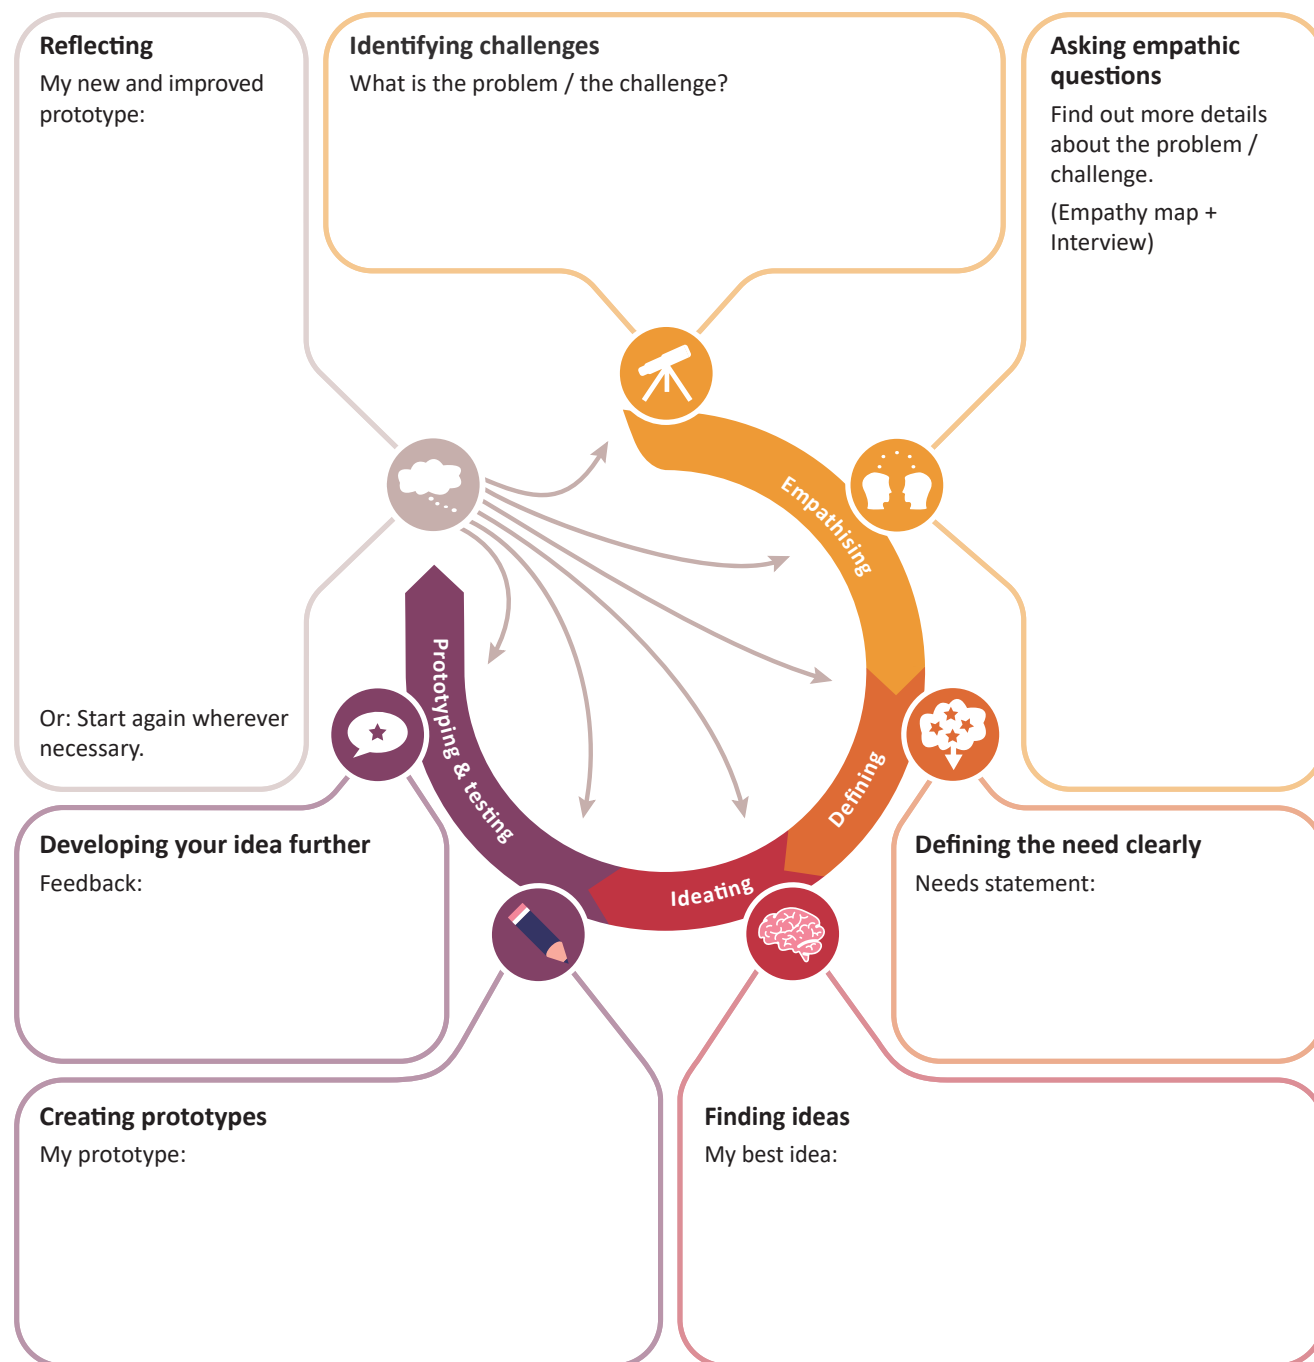 Reflecting
My new and improved
prototype:
Or: Start again wherever
necessary.
Identifying challenges
What is the problem / the challenge?
Asking empathic
questions
Find out more details
about the problem /
challenge.
(Empathy map +
Interview)
Empathising
Defining
Ideating
Prototyping & testing
Developing your idea further
Feedback:
Defining the need clearly
Needs statement:
Creating prototypes
My prototype:
Finding ideas
My best idea: